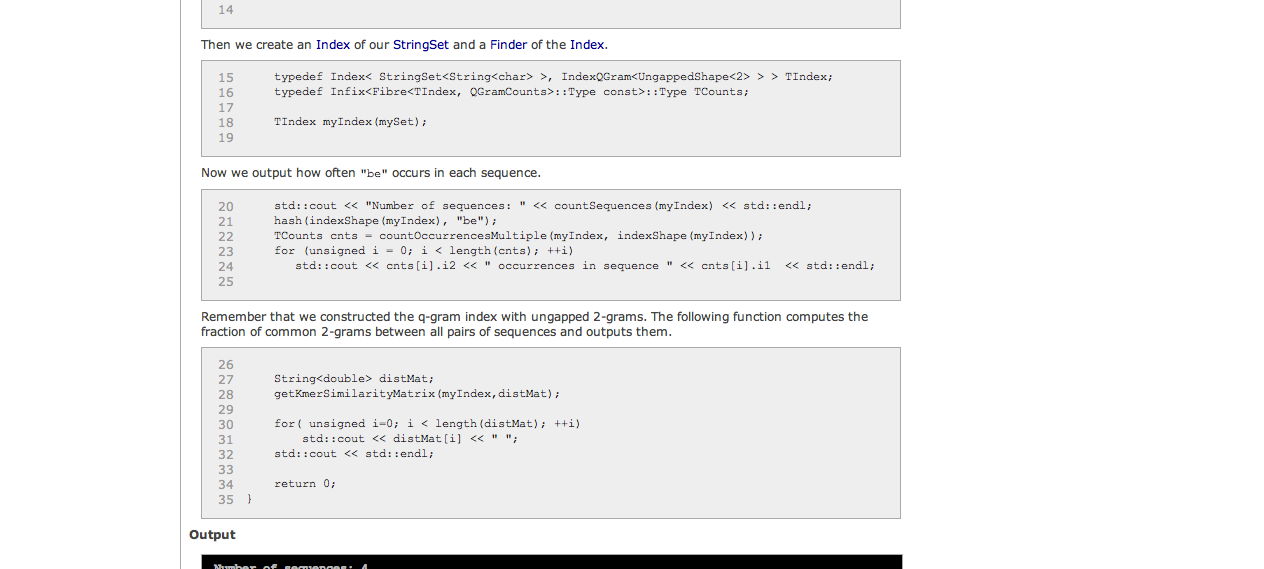 14
Then we create an Index of our StringSet and a Finder of the Index.
15 typedef Index< StringSet<String<char> >, IndexQGram<UngappedShape<2> > > TIndex;
16 typedef Infix<Fibre<TIndex, QGramCounts>::Type const>::Type TCounts;
17
18 TIndex myIndex(mySet);
19
Now we output how often "be" occurs in each sequence.
20 std::cout << "Number of sequences: " << countSequences(myIndex) << std::endl;
21 hash(indexShape(myIndex), "be");
22 TCounts cnts = countOccurrencesMultiple(myIndex, indexShape(myIndex));
23 for (unsigned i = 0; i < length(cnts); ++i)
24 std::cout << cnts[i].i2 << " occurrences in sequence " << cnts[i].i1  << std::endl;
25
Remember that we constructed the q-gram index with ungapped 2-grams. The following function computes the
fraction of common 2-grams between all pairs of sequences and outputs them.
26
27 String<double> distMat;
28 getKmerSimilarityMatrix(myIndex,distMat);
29
30 for( unsigned i=0; i < length(distMat); ++i)
31 std::cout << distMat[i] << " ";
32 std::cout << std::endl;
33
34 return 0;
35 }
Output
Number of sequences: 4